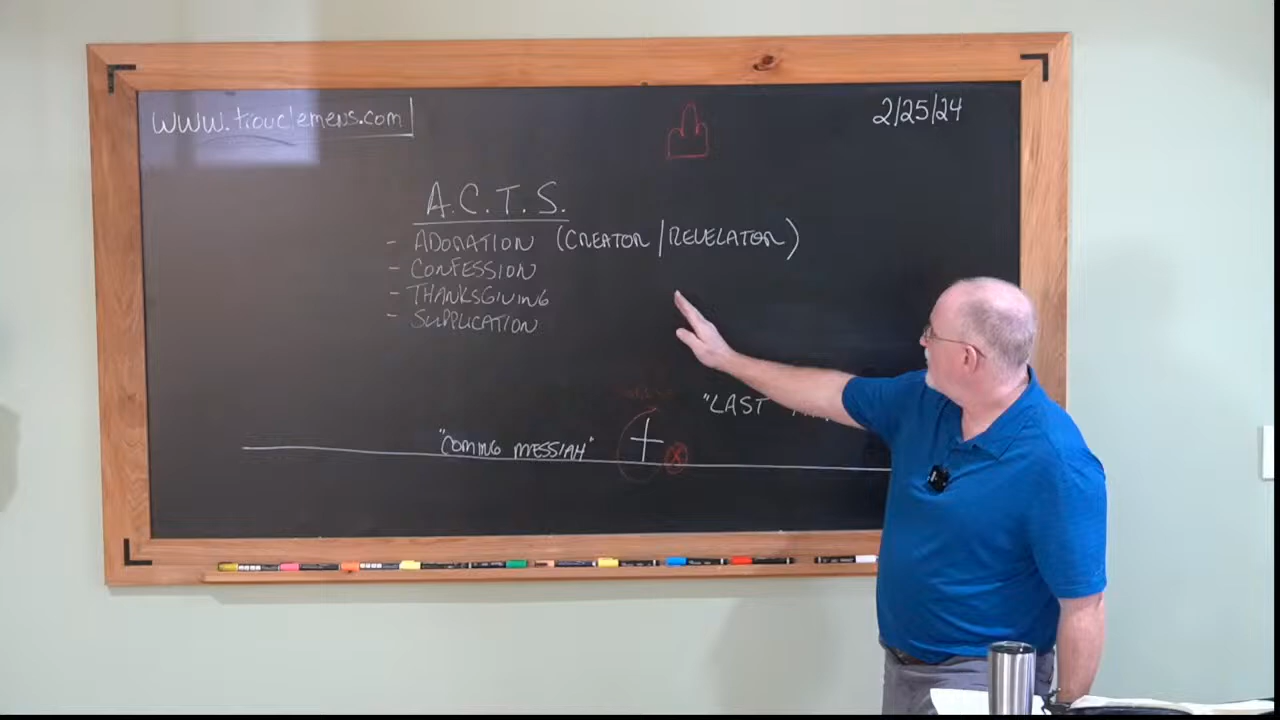 www.troyclemens.com
2/25/24
A.C.T.S.
- ADORATION (CREATOR/REVELATOR)
- CONFESSION
- THANKSGIVING
- SUPPLICATION
"LAST
"COMING MESSIAH"